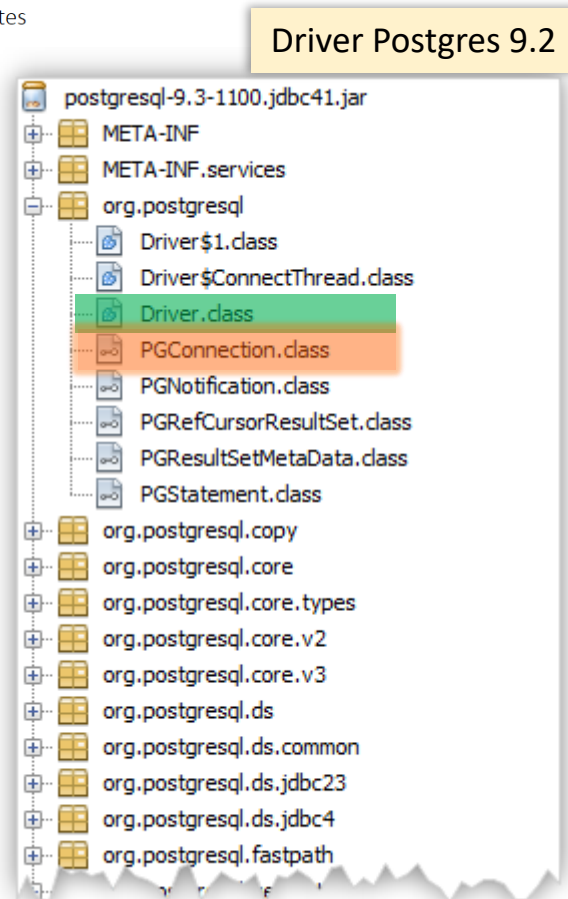 tes
Driver Postgres 9.2
postgresql-9.3-1100.jdbc41.jar
META-INF
META-INF.services
org.postgresql
Driver$1.class
Driver$ConnectThread.class
Driver.class
PGConnection.class
PGNotification.class
PGRefCursorResultSet.class
PGResultSetMetaData.class
PGStatement.class
org.postgresql.copy
org.postgresql.core
org.postgresql.core.types
org.postgresql.core.v2
org.postgresql.core.v3
org.postgresql.ds
org.postgresql.ds.common
org.postgresql.ds.jdbc23
org.postgresql.ds.jdbc4
org.postgresql.fastpath